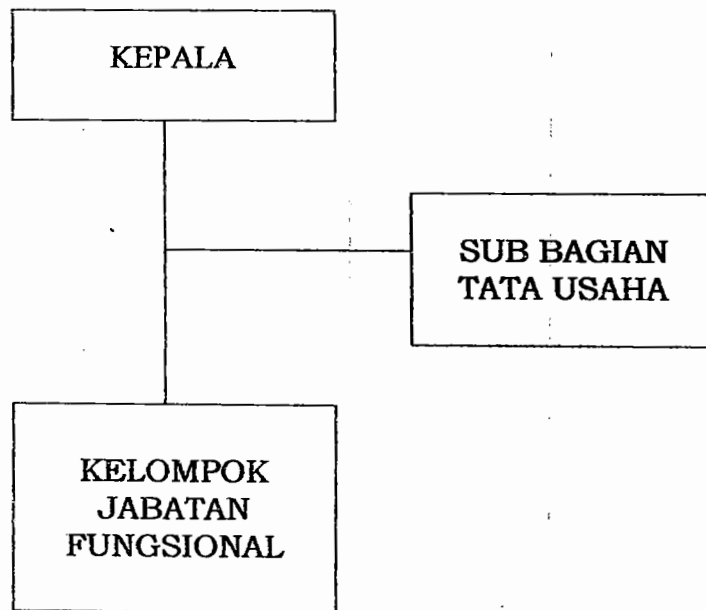 KEPALA
SUB BAGIAN
TATA USAHA
KELOMPOK
JABATAN
FUNGSIONAL